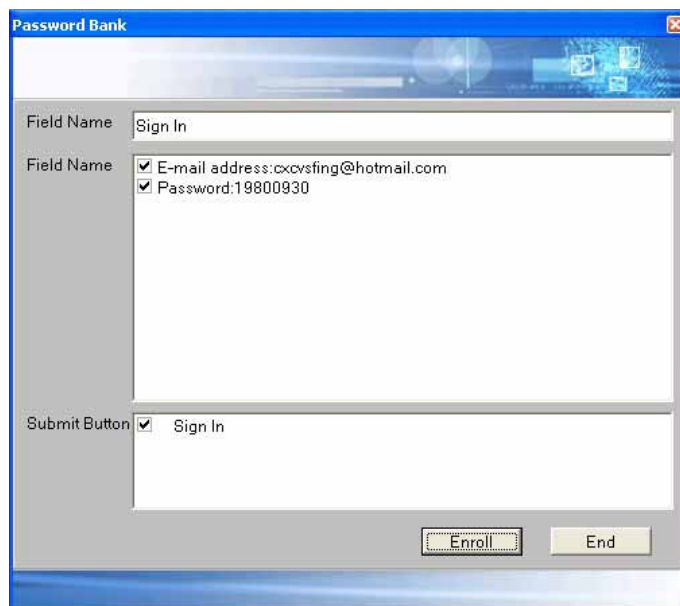 Password Bank
Field Name Sign In
Field Name E-mail address:cxcvsfing@hotmail.com
Password:19800930
Submit Button Sign In
Enroll End